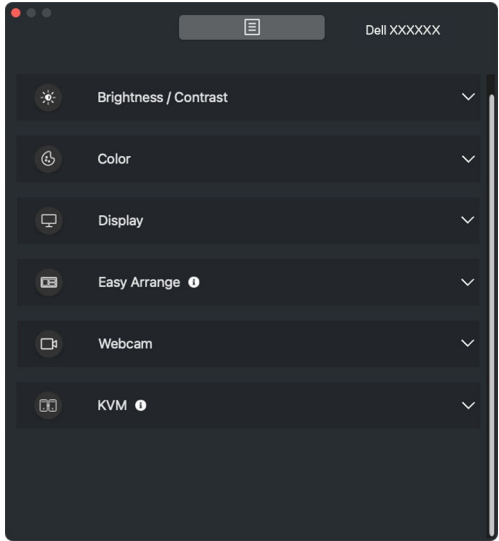 Dell XXXXXX
Brightness / Contrast
Color
Display
Easy Arrange
Webcam
KVM